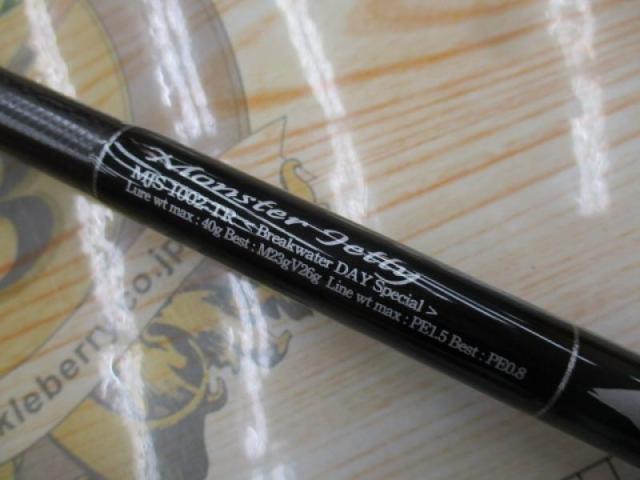 Monster Jetty
MJS-1002-TR < Breakwater DAY Special >
Lure wt max : 40g Best : M23gV26g Line wt max : PE1.5 Best : PE0.8
kleberry.co.jp